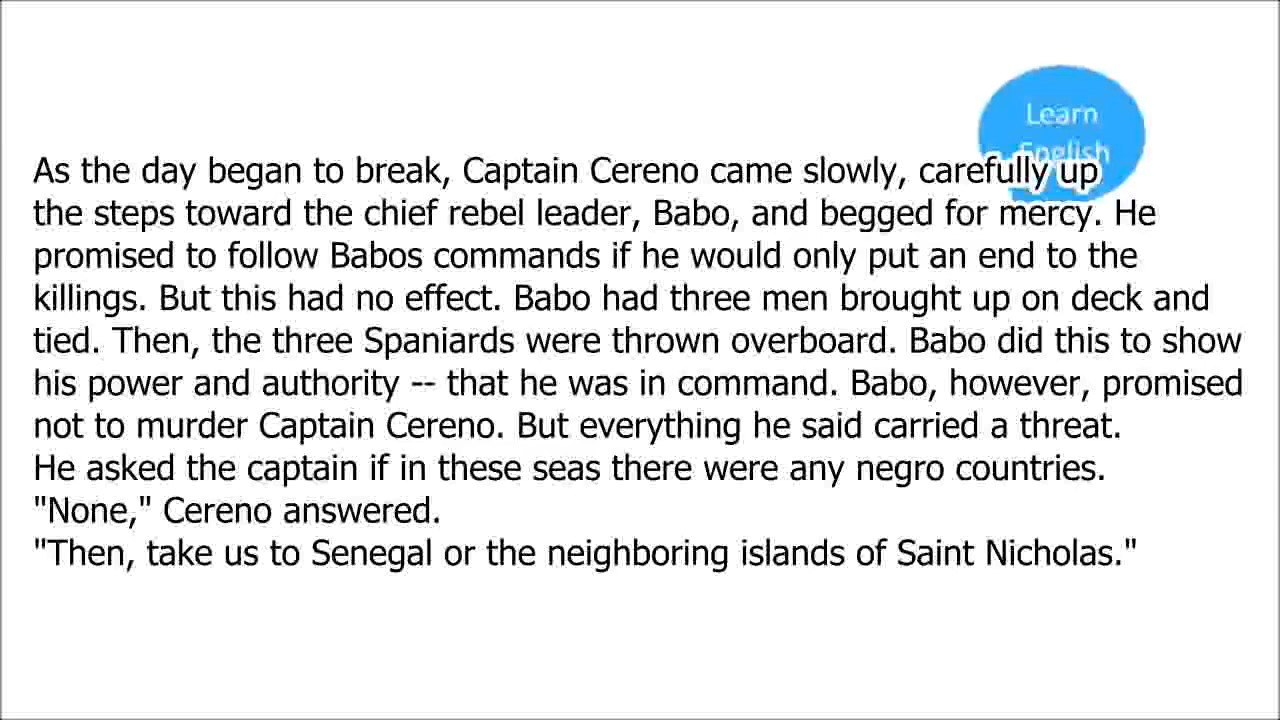 Learn
English
As the day began to break, Captain Cereno came slowly, carefully up
the steps toward the chief rebel leader, Babo, and begged for mercy. He
promised to follow Babos commands if he would only put an end to the
killings. But this had no effect. Babo had three men brought up on deck and
tied. Then, the three Spaniards were thrown overboard. Babo did this to show
his power and authority -- that he was in command. Babo, however, promised
not to murder Captain Cereno. But everything he said carried a threat.
He asked the captain if in these seas there were any negro countries.
"None," Cereno answered.
"Then, take us to Senegal or the neighboring islands of Saint Nicholas."